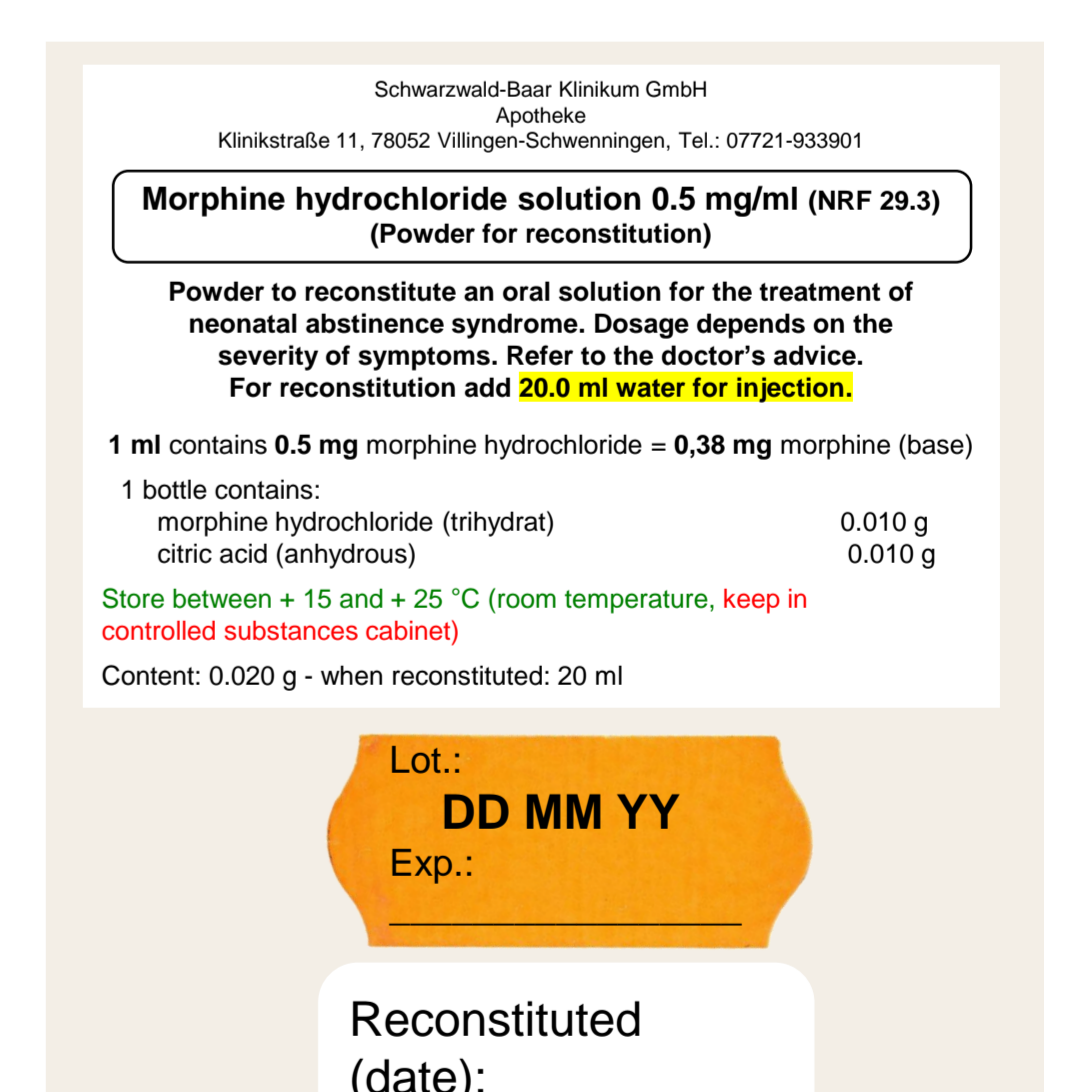 Schwarzwald-Baar Klinikum GmbH
Apotheke
Klinikstraße 11, 78052 Villingen-Schwenningen, Tel.: 07721-933901
Morphine hydrochloride solution 0.5 mg/ml (NRF 29.3)
(Powder for reconstitution)
Powder to reconstitute an oral solution for the treatment of
neonatal abstinence syndrome. Dosage depends on the
severity of symptoms. Refer to the doctor’s advice.
For reconstitution add 20.0 ml water for injection.
1 ml contains 0.5 mg morphine hydrochloride = 0,38 mg morphine (base)
1 bottle contains:
morphine hydrochloride (trihydrat) 0.010 g
citric acid (anhydrous) 0.010 g
Store between + 15 and + 25 °C (room temperature, keep in
controlled substances cabinet)
Content: 0.020 g - when reconstituted: 20 ml
Lot.:
DD MM YY
Exp.:
Reconstituted
(date):